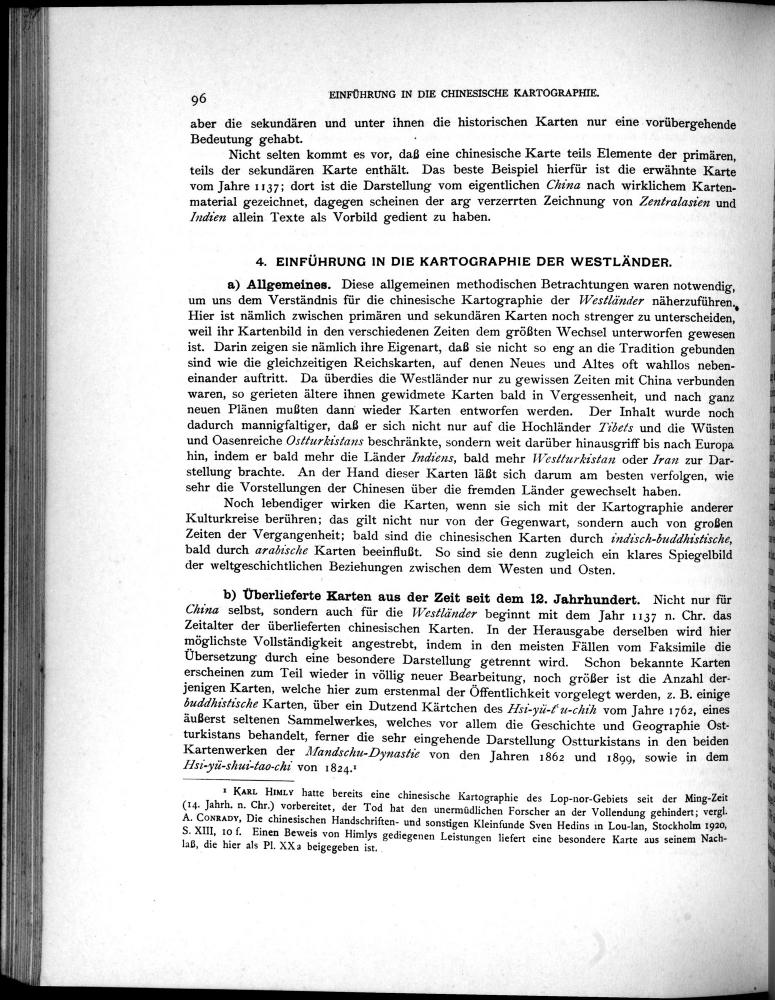 96
EINFÜHRUNG IN DIE CHINESISCHE KARTOGRAPHIE.
aber die sekundären und unter ihnen die historischen Karten nur eine vorübergehende
Bedeutung gehabt.
Nicht selten kommt es vor, daß eine chinesische Karte teils Elemente der primären,
teils der sekundären Karte enthält. Das beste Beispiel hierfür ist die erwähnte Karte
vom Jahre 1137; dort ist die Darstellung vom eigentlichen China nach wirklichem Karten-
material gezeichnet, dagegen scheinen der arg verzerrten Zeichnung von Zentralasien und
Indien allein Texte als Vorbild gedient zu haben.
4. EINFÜHRUNG IN DIE KARTOGRAPHIE DER WESTLÄNDER.
a) Allgemeines. Diese allgemeinen methodischen Betrachtungen waren notwendig,
um uns dem Verständnis für die chinesische Kartographie der Westländer näherzuführen.
Hier ist nämlich zwischen primären und sekundären Karten noch strenger zu unterscheiden,
weil ihr Kartenbild in den verschiedenen Zeiten dem größten Wechsel unterworfen gewesen
ist. Darin zeigen sie nämlich ihre Eigenart, daß sie nicht so eng an die Tradition gebunden
sind wie die gleichzeitigen Reichskarten, auf denen Neues und Altes oft wahllos neben-
einander auftritt. Da überdies die Westländer nur zu gewissen Zeiten mit China verbunden
waren, so gerieten ältere ihnen gewidmete Karten bald in Vergessenheit, und nach ganz
neuen Plänen mußten dann wieder Karten entworfen werden. Der Inhalt wurde noch
dadurch mannigfaltiger, daß er sich nicht nur auf die Hochländer Tibets und die Wüsten
und Oasenreiche Ostturkistans beschränkte, sondern weit darüber hinausgriff bis nach Europa
hin, indem er bald mehr die Länder Indiens, bald mehr Westturkistan oder Iran zur Dar-
stellung brachte. An der Hand dieser Karten läßt sich darum am besten verfolgen, wie
sehr die Vorstellungen der Chinesen über die fremden Länder gewechselt haben.
Noch lebendiger wirken die Karten, wenn sie sich mit der Kartographie anderer
Kulturkreise berühren; das gilt nicht nur von der Gegenwart, sondern auch von großen
Zeiten der Vergangenheit; bald sind die chinesischen Karten durch indisch-buddhistische,
bald durch arabische Karten beeinflußt. So sind sie denn zugleich ein klares Spiegelbild
der weltgeschichtlichen Beziehungen zwischen dem Westen und Osten.
b) Überlieferte Karten aus der Zeit seit dem 12. Jahrhundert. Nicht nur für
China selbst, sondern auch für die Westländer beginnt mit dem Jahr 1137 n. Chr. das
Zeitalter der überlieferten chinesischen Karten. In der Herausgabe derselben wird hier
möglichste Vollständigkeit angestrebt, indem in den meisten Fällen vom Faksimile die
Übersetzung durch eine besondere Darstellung getrennt wird. Schon bekannte Karten
erscheinen zum Teil wieder in völlig neuer Bearbeitung, noch größer ist die Anzahl der-
jenigen Karten, welche hier zum erstenmal der Öffentlichkeit vorgelegt werden, z. B. einige
buddhistische Karten, über ein Dutzend Kärtchen des Hsi-yü-t‘u-chih vom Jahre 1762, eines
äußerst seltenen Sammelwerkes, welches vor allem die Geschichte und Geographie Ost-
turkistans behandelt, ferner die sehr eingehende Darstellung Ostturkistans in den beiden
Kartenwerken der Mandschu-Dynastie von den Jahren 1862 und 1899, sowie in dem
Hsi-yü-shui-tao-chi von 1824.¹
¹ KARL HIMLY hatte bereits eine chinesische Kartographie des Lop-nor-Gebiets seit der Ming-Zeit
(14. Jahrh. n. Chr.) vorbereitet, der Tod hat den unermüdlichen Forscher an der Vollendung gehindert; vergl.
A. CONRADY, Die chinesischen Handschriften- und sonstigen Kleinfunde Sven Hedins in Lou-lan, Stockholm 1920,
S. XIII, 10 f. Einen Beweis von Himlys gediegenen Leistungen liefert eine besondere Karte aus seinem Nach-
laß, die hier als Pl. XXa beigegeben ist.